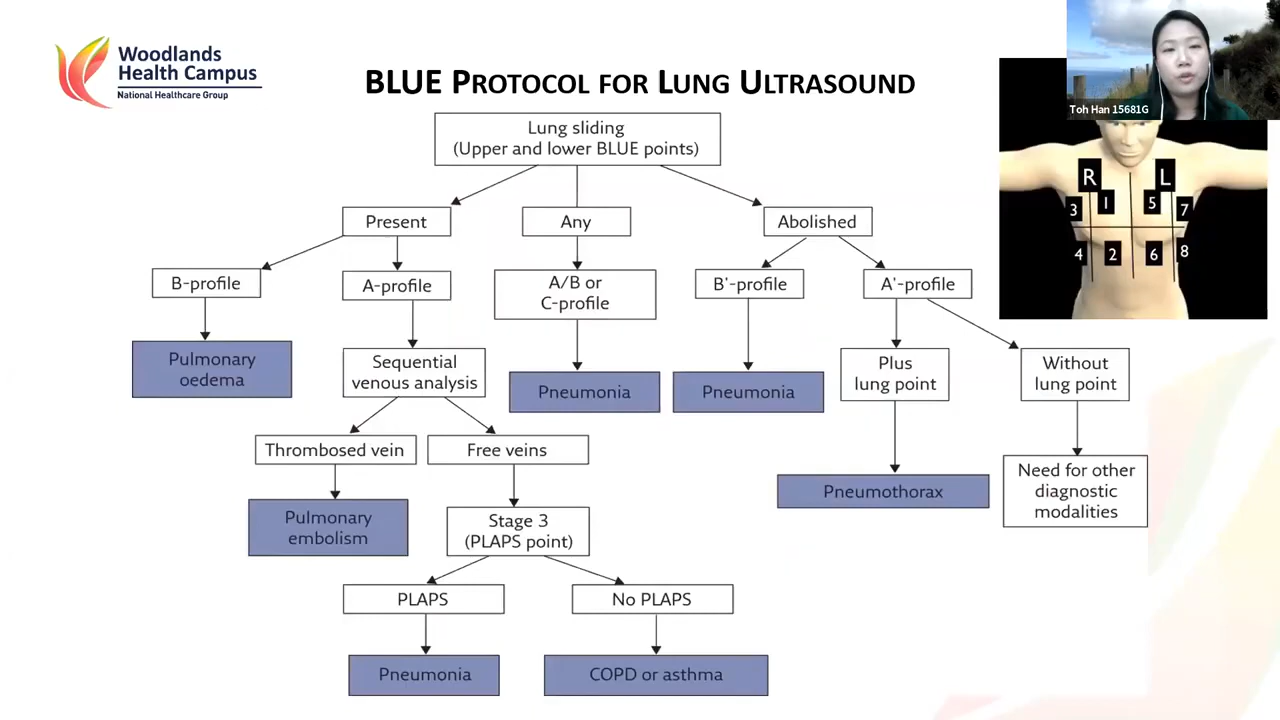 Woodlands
Health Campus
National Healthcare Group
BLUE PROTOCOL FOR LUNG ULTRASOUND
Toh Han 15681G
Lung sliding
(Upper and lower BLUE points)
Present
Any
Abolished
B-profile
A-profile
A/B or
C-profile
B'-profile
A'-profile
Pulmonary
oedema
Sequential
venous analysis
Pneumonia
Pneumonia
Plus
lung point
Without
lung point
Thrombosed vein
Free veins
Pneumothorax
Need for other
diagnostic
modalities
Pulmonary
embolism
Stage 3
(PLAPS point)
PLAPS
No PLAPS
Pneumonia
COPD or asthma
R
L
3
1
5
7
4
2
6
8